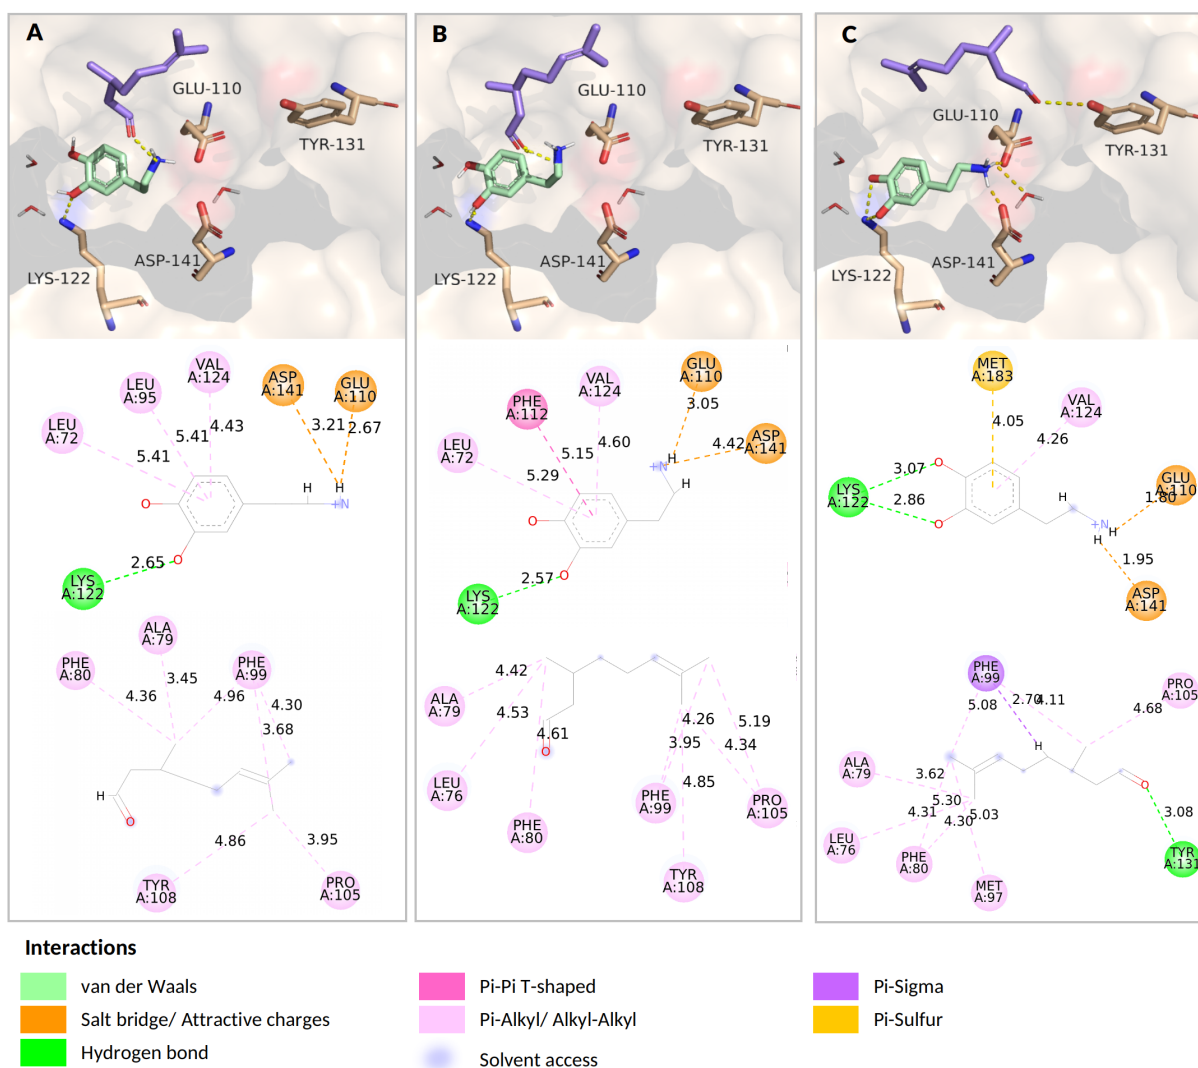 A
GLU-110
TYR-131
LYS-122
ASP-141
VAL
A:124
LEU
A:95
ASP
A:141
GLU
A:110
LEU
A:72
5.41
4.43
3.21
2.67
5.41
H
H
O
+N
2.65
O
LYS
A:122
ALA
A:79
PHE
A:80
PHE
A:99
3.45
4.36
4.96
4.30
3.68
H
O
4.86
3.95
TYR
A:108
PRO
A:105
B
GLU-110
TYR-131
LYS-122
ASP-141
GLU
A:110
VAL
A:124
PHE
A:112
3.05
LEU
A:72
5.15
4.60
4.42
ASP
A:141
5.29
+N
H
H
O
2.57
O
LYS
A:122
4.42
ALA
A:79
4.53
4.61
O
4.26
5.19
3.95
4.34
4.85
LEU
A:76
PHE
A:80
PHE
A:99
PRO
A:105
TYR
A:108
C
GLU-110
TYR-131
LYS-122
ASP-141
MET
A:183
VAL
A:124
4.05
4.26
O
3.07
LYS
A:122
2.86
O
GLU
A:110
1.80
H
+N
H
H
1.95
ASP
A:141
PHE
A:99
PRO
A:105
5.08
2.70
4.11
4.68
H
ALA
A:79
3.62
O
5.30
4.31
4.30
5.03
3.08
LEU
A:76
PHE
A:80
MET
A:97
TYR
A:131
Interactions
van der Waals
Salt bridge/ Attractive charges
Hydrogen bond
Pi-Pi T-shaped
Pi-Alkyl/ Alkyl-Alkyl
Solvent access
Pi-Sigma
Pi-Sulfur